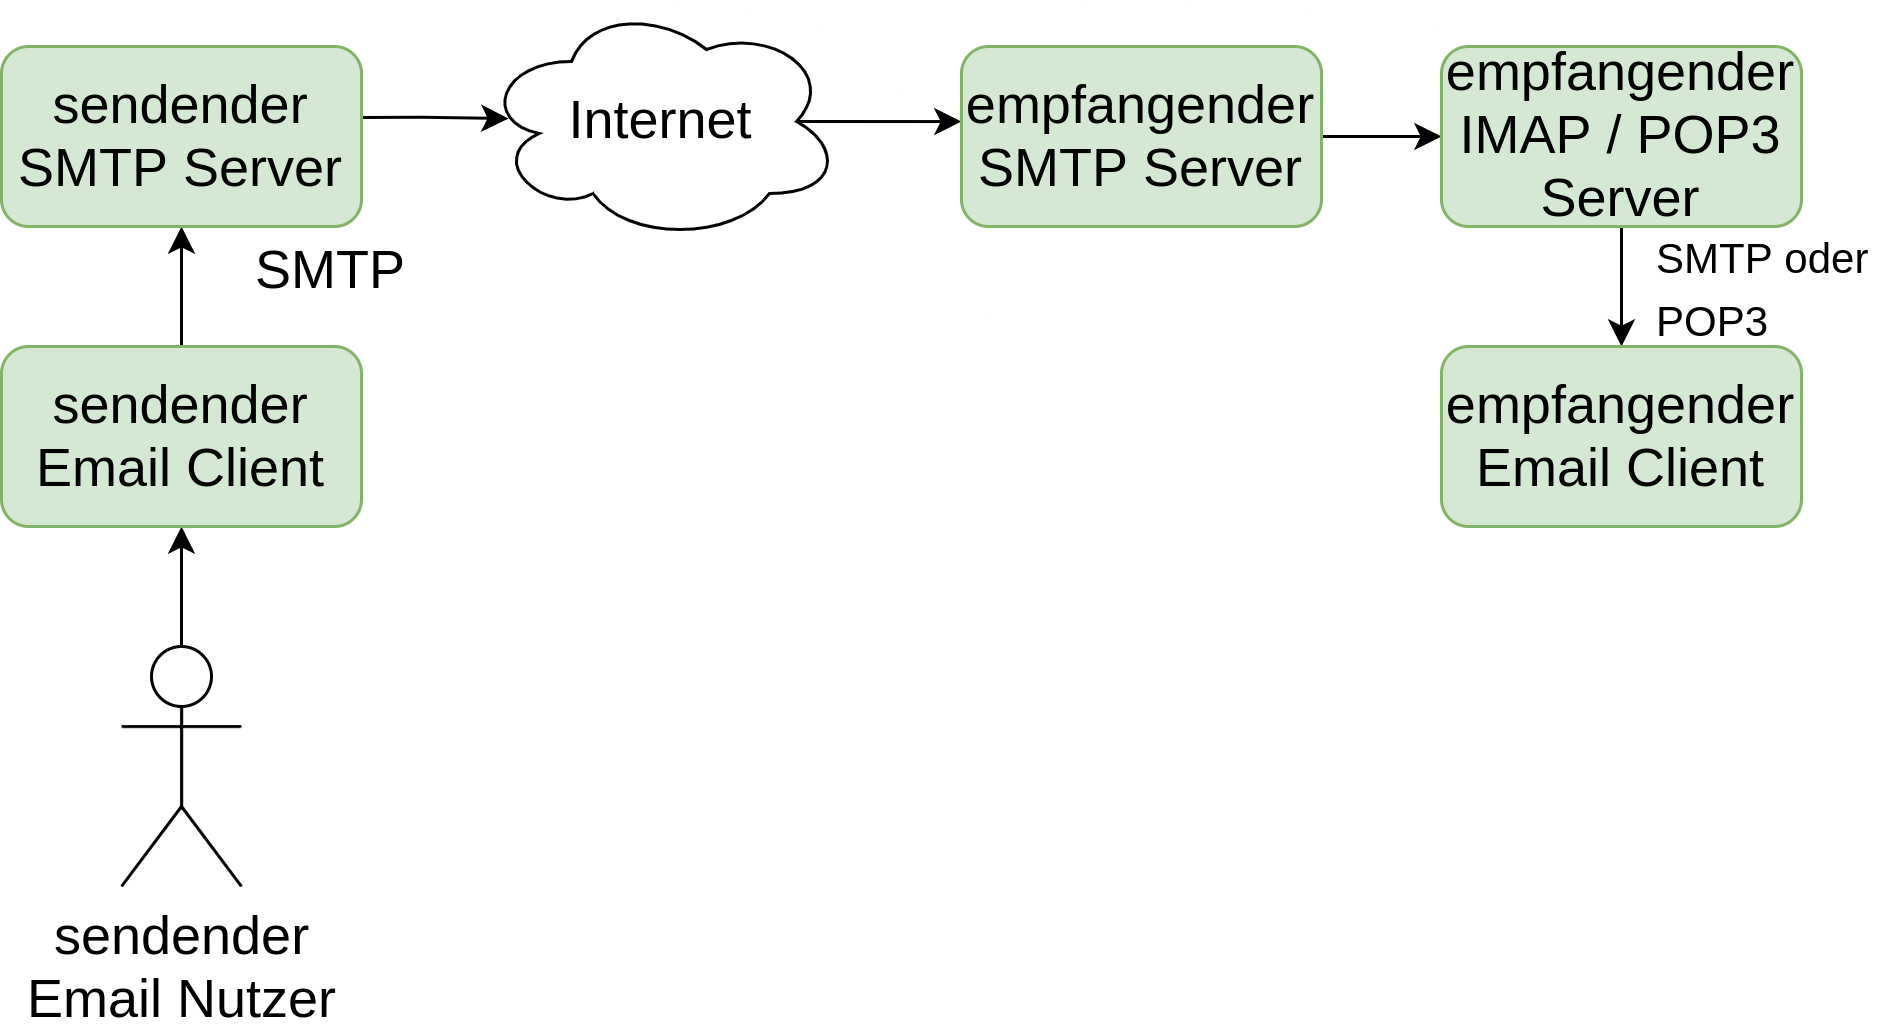 sendender
SMTP Server
Internet
empfangender
SMTP Server
empfangender
IMAP / POP3
Server
SMTP
SMTP oder
POP3
sendender
Email Client
empfangender
Email Client
sendender
Email Nutzer